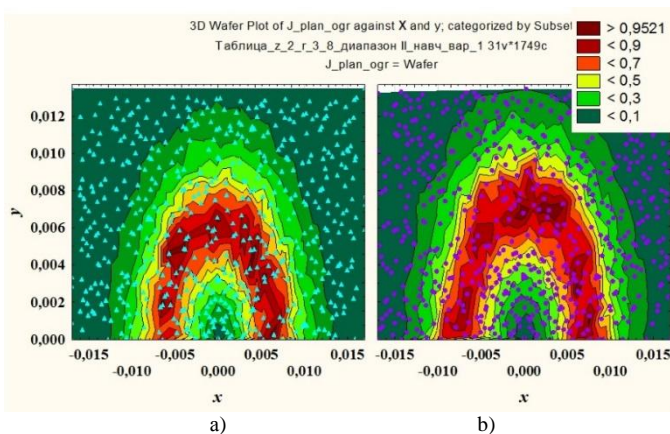 3D Wafer Plot of J_plan_ogr against X and y; categorized by Subset
Таблица_z_2_r_3_8_диапазон II_навч_вар_1 31v*1749c
J_plan_ogr = Wafer
> 0,9521
< 0,9
< 0,7
< 0,5
< 0,3
< 0,1
y
0,012
0,010
0,008
0,006
0,004
0,002
0,000
-0,015 -0,005 0,005 0,015 -0,015 -0,005 0,005 0,015
-0,010 0,000 0,010 -0,010 0,000 0,010
x x
a) b)